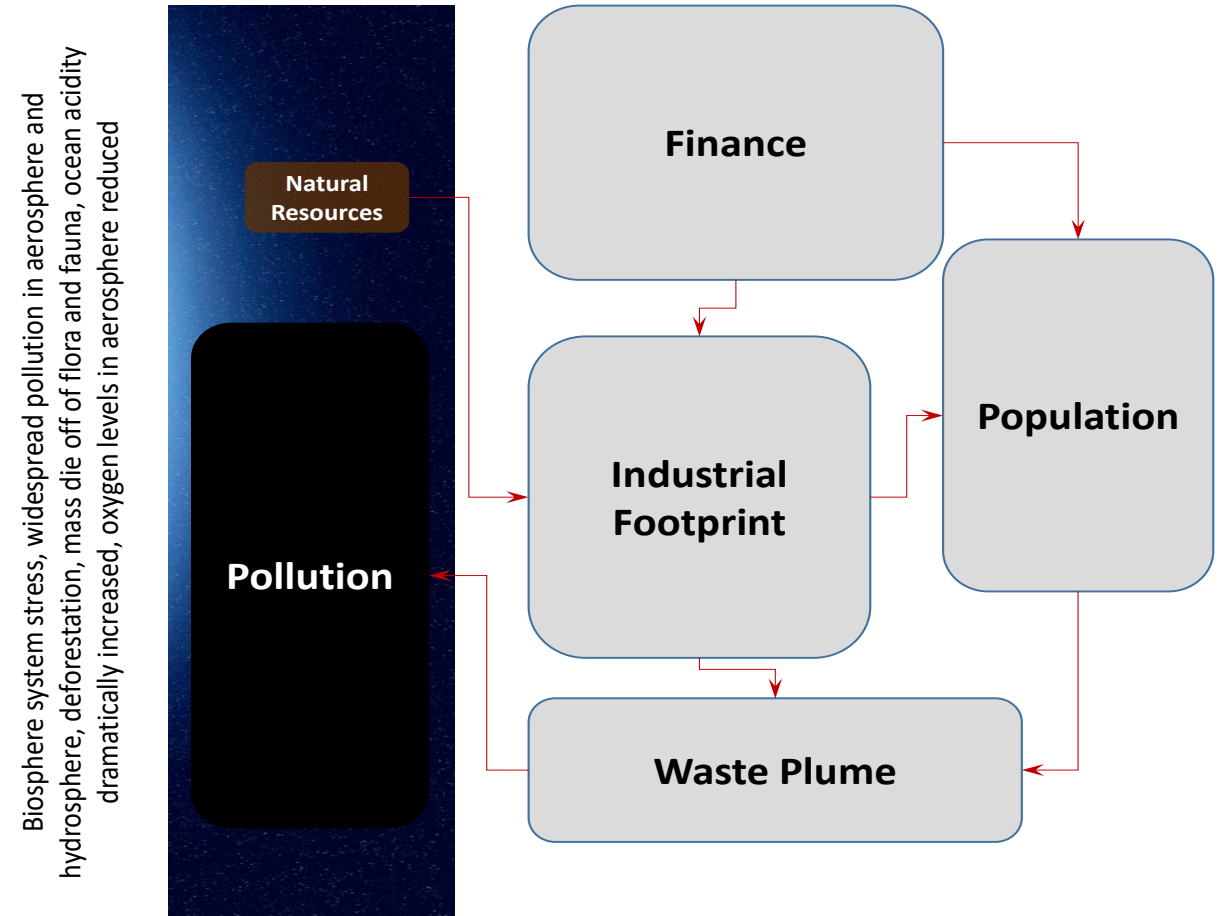 Biosphere system stress, widespread pollution in aerosphere and
hydrosphere, deforestation, mass die off of flora and fauna, ocean acidity
dramatically increased, oxygen levels in aerosphere reduced
Natural
Resources
Pollution
Finance
Industrial
Footprint
Population
Waste Plume